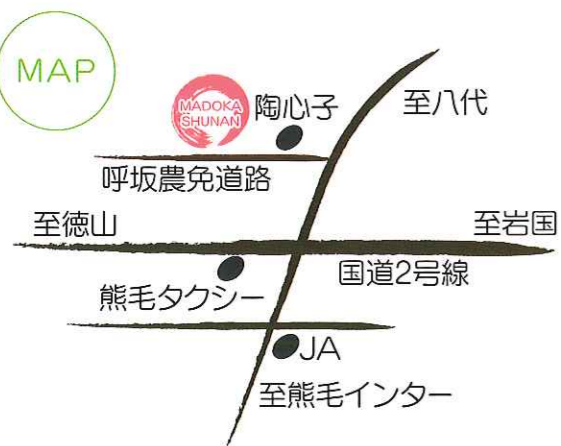 MAP
MADOKA
SHUNAN
陶心子
至八代
呼坂農免道路
至徳山
至岩国
国道2号線
熊毛タクシー
JA
至熊毛インター